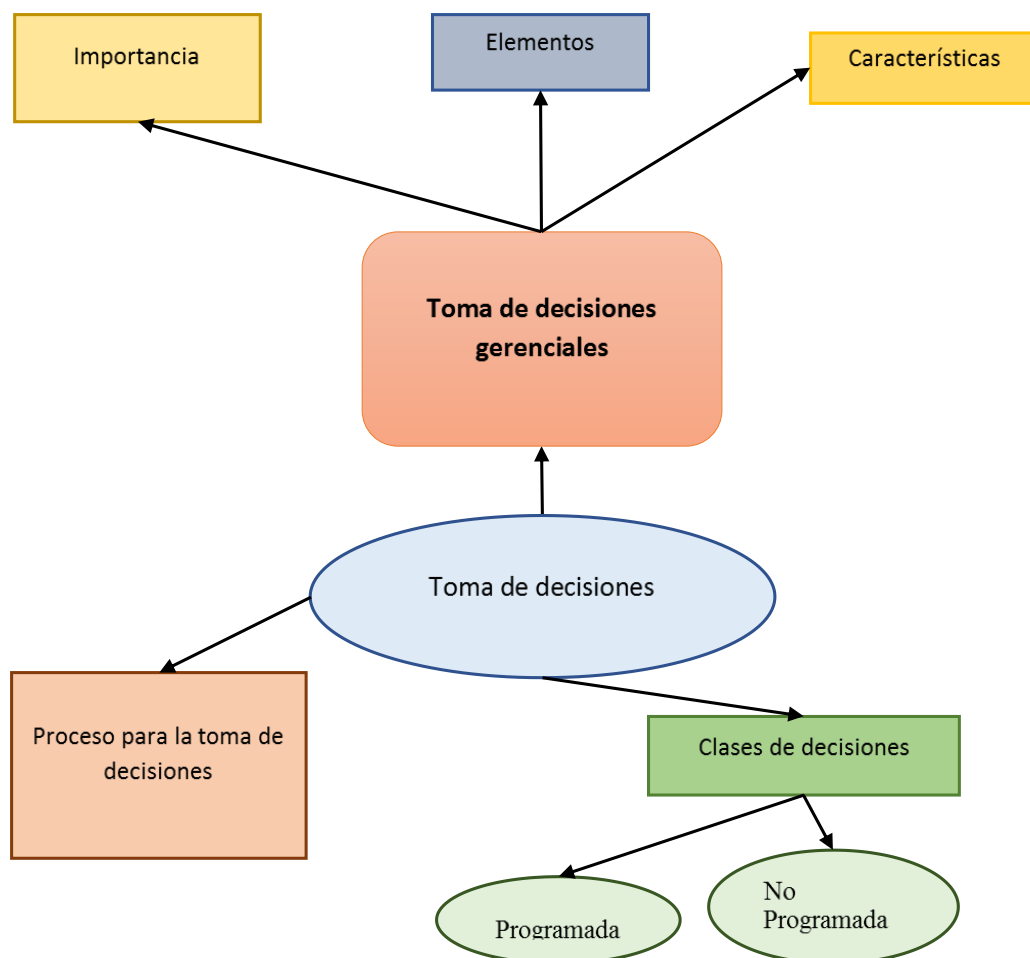 Importancia
Elementos
Característícas
Toma de decisiones
gerenciales
Toma de decisiones
Proceso para la toma de
decisiones
Clases de decisiones
Programada
No
Programada